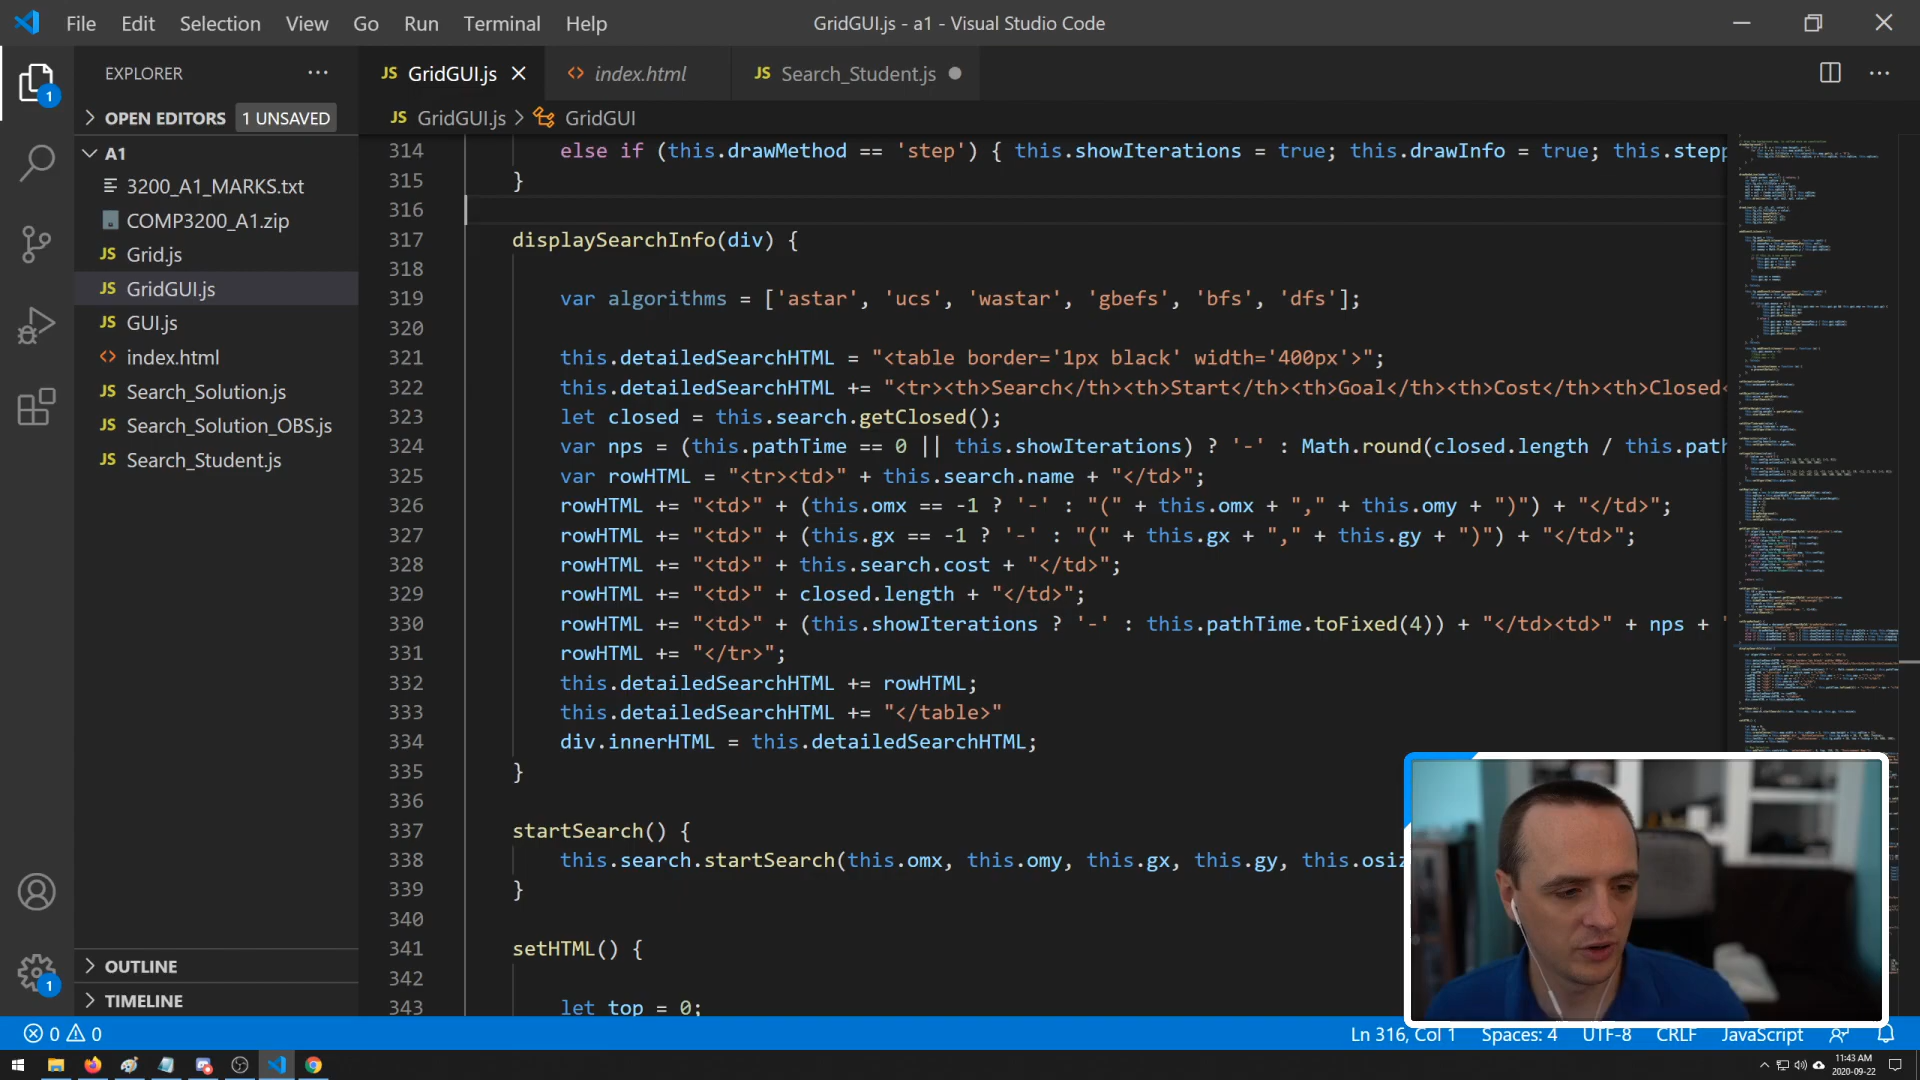 File Edit Selection View Go Run Terminal Help
GridGUI.js - a1 - Visual Studio Code
EXPLORER
JS GridGUI.js
<> index.html
JS Search_Student.js
OPEN EDITORS 1 UNSAVED
JS GridGUI.js > GridGUI
A1
3200_A1_MARKS.txt
COMP3200_A1.zip
JS Grid.js
JS GridGUI.js
JS GUI.js
<> index.html
JS Search_Solution.js
JS Search_Solution_OBS.js
JS Search_Student.js
OUTLINE
TIMELINE
1
1
314 else if (this.drawMethod == 'step') { this.showIterations = true; this.drawInfo = true; this.stepp
315 }
316
317 displaySearchInfo(div) {
318
319 var algorithms = ['astar', 'ucs', 'wastar', 'gbefs', 'bfs', 'dfs'];
320
321 this.detailedSearchHTML = "<table border='1px black' width='400px'>";
322 this.detailedSearchHTML += "<tr><th>Search</th><th>Start</th><th>Goal</th><th>Cost</th><th>Closed<
323 let closed = this.search.getClosed();
324 var nps = (this.pathTime == 0 || this.showIterations) ? '-' : Math.round(closed.length / this.path
325 var rowHTML = "<tr><td>" + this.search.name + "</td>";
326 rowHTML += "<td>" + (this.omx == -1 ? '-' : "(" + this.omx + "," + this.omy + ")") + "</td>";
327 rowHTML += "<td>" + (this.gx == -1 ? '-' : "(" + this.gx + "," + this.gy + ")") + "</td>";
328 rowHTML += "<td>" + this.search.cost + "</td>";
329 rowHTML += "<td>" + closed.length + "</td>";
330 rowHTML += "<td>" + (this.showIterations ? '-' : this.pathTime.toFixed(4)) + "</td><td>" + nps + '
331 rowHTML += "</tr>";
332 this.detailedSearchHTML += rowHTML;
333 this.detailedSearchHTML += "</table>"
334 div.innerHTML = this.detailedSearchHTML;
335 }
336
337 startSearch() {
338 this.search.startSearch(this.omx, this.omy, this.gx, this.gy, this.osiz
339 }
340
341 setHTML() {
342
343 let top = 0;
0 0
Ln 316, Col 1 Spaces: 4 UTF-8 CRLF JavaScript
11:43 AM
2020-09-22